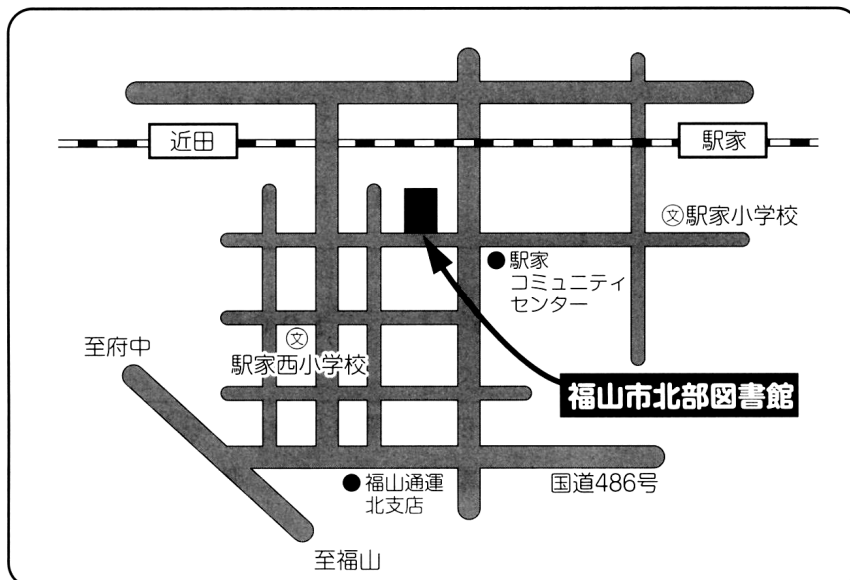 近田
駅家
文駅家小学校
駅家
コミュニティ
センター
文
駅家西小学校
至府中
福山市北部図書館
福山通運
北支店
国道486号
至福山